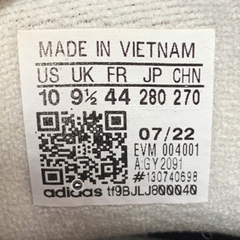 MADE IN VIETNAM
US UK FR JP CHN
10 9½ 44 280 270
07/22
EVM 004001
A:GY2091
#130740698
adidas tf9BJLJ800040